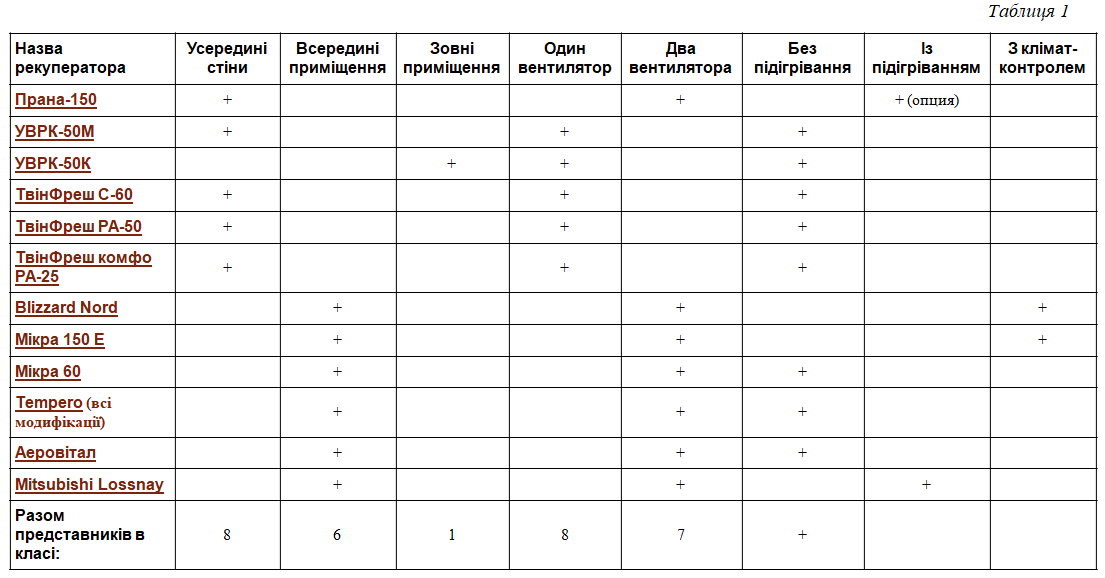 Таблиця 1
Назва рекуператора | Усередині стіни | Всередині приміщення | Зовні приміщення | Один вентилятор | Два вентилятора | Без підігрівання | Із підігріванням | З клімат-контролем
Прана-150 | + | | | | + | | + (опция) |
УВРК-50М | + | | | + | | + | |
УВРК-50К | | | + | + | | + | |
ТвінФреш С-60 | + | | | + | | + | |
ТвінФреш РА-50 | + | | | + | | + | |
ТвінФреш комфо РА-25 | + | | | + | | + | |
Blizzard Nord | | + | | | + | | | +
Мікра 150 Е | | + | | | + | | | +
Мікра 60 | | + | | | + | + | |
Tempero (всі модифікації) | | + | | | + | + | |
Аеровітал | | + | | | + | + | |
Mitsubishi Lossnay | | + | | | + | | + |
Разом представників в класі: | 8 | 6 | 1 | 8 | 7 | + | |